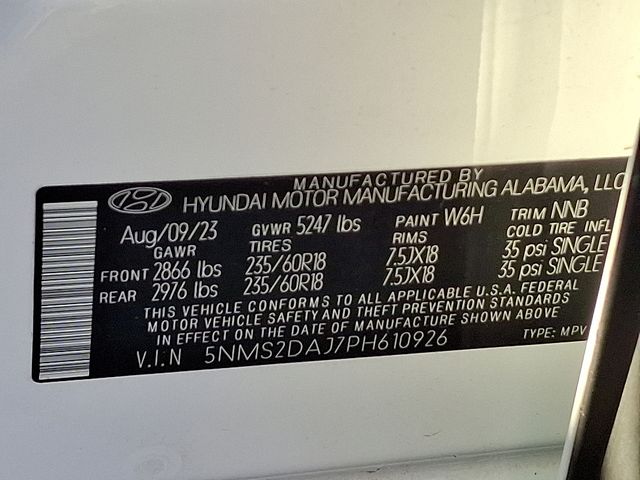 MANUFACTURED BY
HYUNDAI MOTOR MANUFACTURING ALABAMA, LLC
Aug/09/23 GVWR 5247 lbs PAINT W6H TRIM NNB
GAWR TIRES RIMS COLD TIRE INFL
FRONT 2866 lbs 235/60R18 7.5JX18 35 psi SINGLE
REAR 2976 lbs 235/60R18 7.5JX18 35 psi SINGLE
THIS VEHICLE CONFORMS TO ALL APPLICABLE U.S.A. FEDERAL
MOTOR VEHICLE SAFETY AND THEFT PREVENTION STANDARDS
IN EFFECT ON THE DATE OF MANUFACTURE SHOWN ABOVE
V.I.N 5NMS2DAJ7PH610926 TYPE: MPV